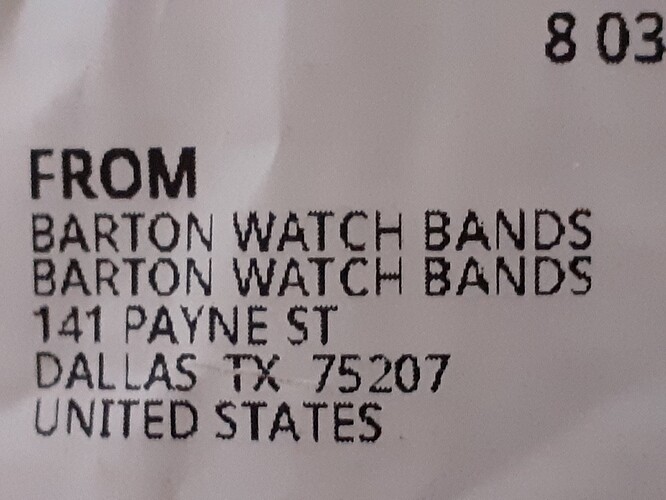 8 03
FROM
BARTON WATCH BANDS
BARTON WATCH BANDS
141 PAYNE ST
DALLAS TX 75207
UNITED STATES